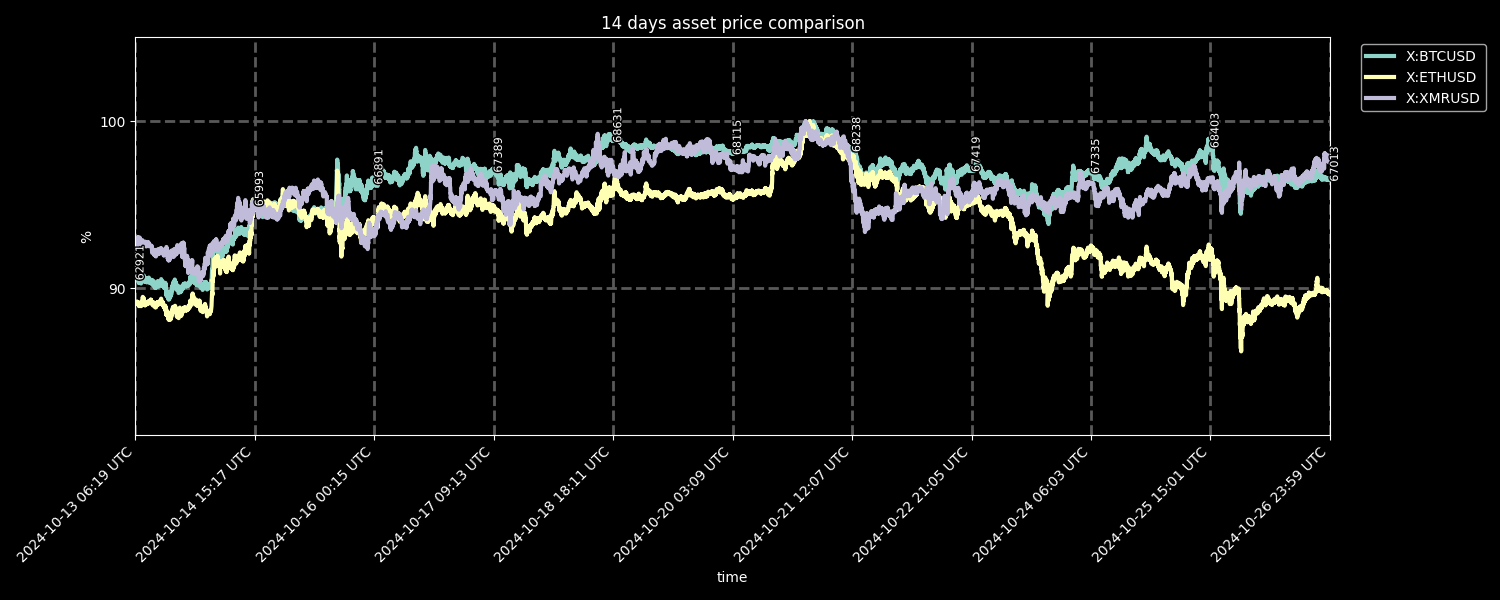 14 days asset price comparison
X:BTCUSD
X:ETHUSD
X:XMRUSD
100
90
%
62921
65993
66891
67389
68631
68115
68238
67419
67335
68403
67013
2024-10-13 06:19 UTC
2024-10-14 15:17 UTC
2024-10-16 00:15 UTC
2024-10-17 09:13 UTC
2024-10-18 18:11 UTC
2024-10-20 03:09 UTC
2024-10-21 12:07 UTC
2024-10-22 21:05 UTC
2024-10-24 06:03 UTC
2024-10-25 15:01 UTC
2024-10-26 23:59 UTC
time